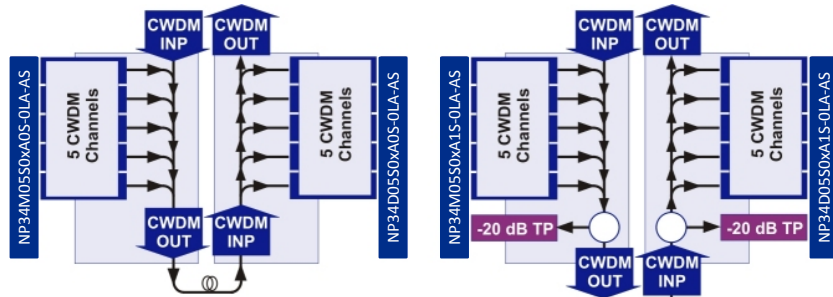 CWDM
INP
CWDM
OUT
NP34M05S0xA0S-0LA-AS
5 CWDM
Channels
5 CWDM
Channels
NP34D05S0xA0S-0LA-AS
CWDM
OUT
CWDM
INP
CWDM
INP
CWDM
OUT
NP34M05S0xA1S-0LA-AS
5 CWDM
Channels
5 CWDM
Channels
NP34D05S0xA1S-0LA-AS
-20 dB TP
-20 dB TP
CWDM
OUT
CWDM
INP